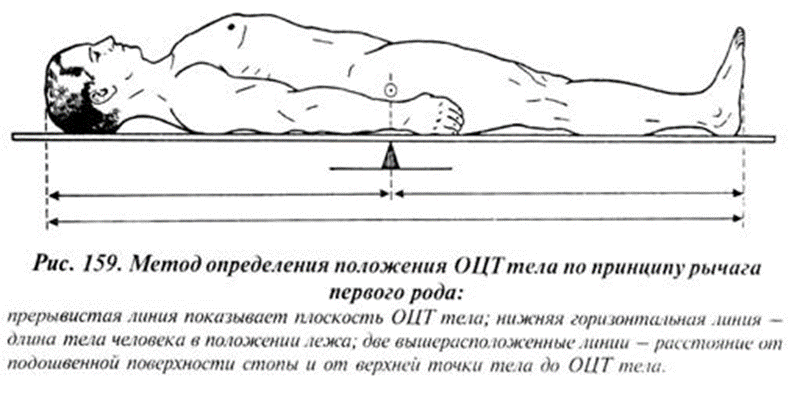 Рис. 159. Метод определения положения ОЦТ тела по принципу рычага
первого рода:
прерывистая линия показывает плоскость ОЦТ тела; нижняя горизонтальная линия –
длина тела человека в положении лежа; две вышерасположенные линии – расстояние от
подошвенной поверхности стопы и от верхней точки тела до ОЦТ тела.